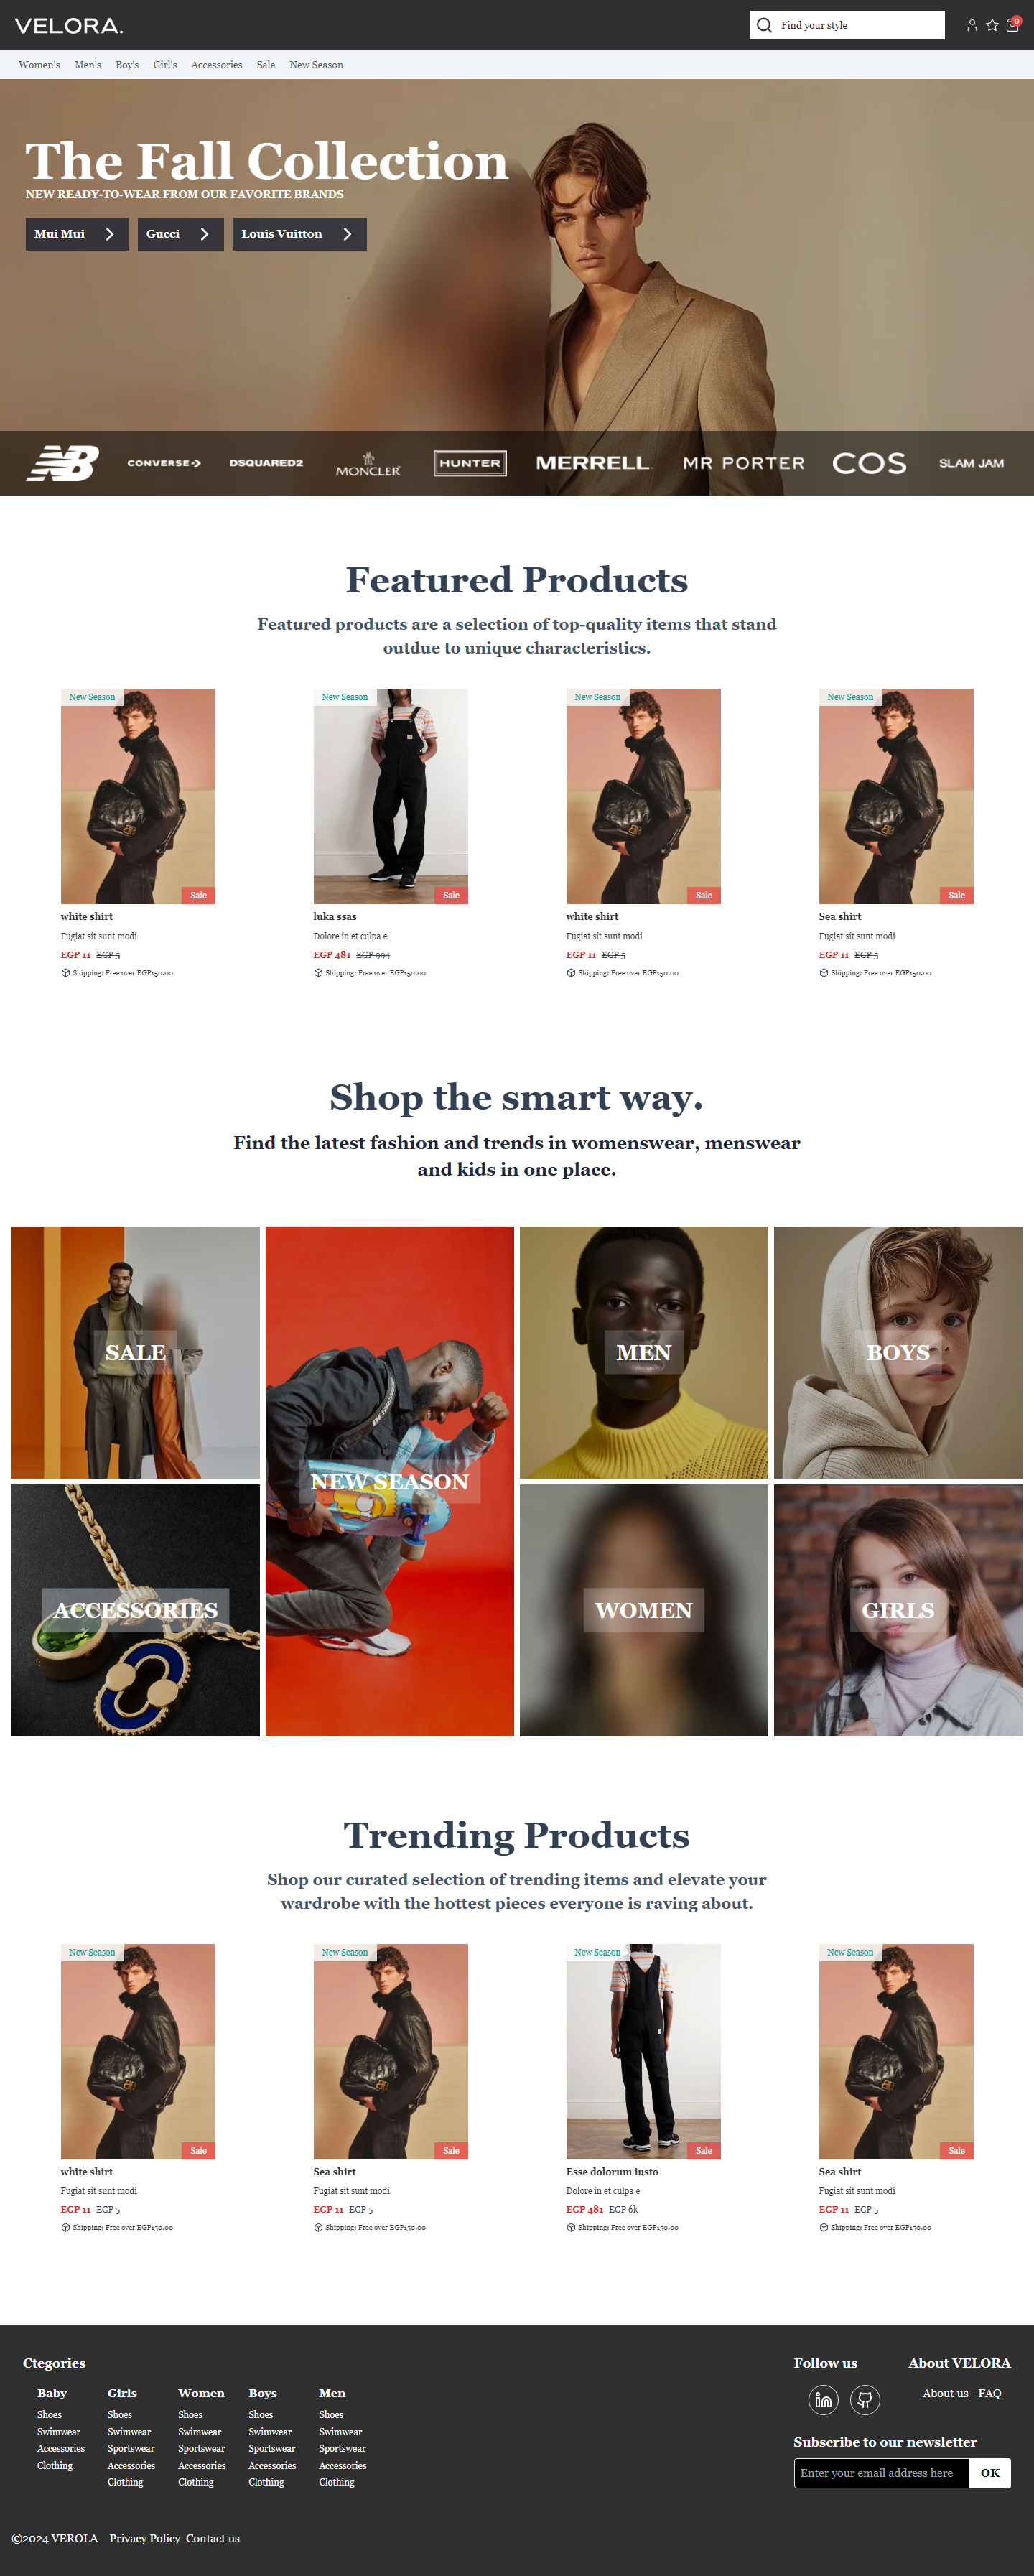 VELORA.
Find your style
0
Women's Men's Boy's Girl's Accessories Sale New Season
The Fall Collection
NEW READY-TO-WEAR FROM OUR FAVORITE BRANDS
Mui Mui Gucci Louis Vuitton
NB CONVERSE DSQUARED2 MONCLER HUNTER MERRELL MR PORTER COS SLAM JAM
Featured Products
Featured products are a selection of top-quality items that stand
outdue to unique characteristics.
New Season New Season New Season New Season
Sale Sale Sale Sale
white shirt luka ssas white shirt Sea shirt
Fugiat sit sunt modi Dolore in et culpa e Fugiat sit sunt modi Fugiat sit sunt modi
EGP 11 EGP 5 EGP 481 EGP 994 EGP 11 EGP 5 EGP 11 EGP 5
Shipping: Free over EGP150.00 Shipping: Free over EGP150.00 Shipping: Free over EGP150.00 Shipping: Free over EGP150.00
Shop the smart way.
Find the latest fashion and trends in womenswear, menswear
and kids in one place.
SALE MEN BOYS
NEW SEASON
ACCESSORIES WOMEN GIRLS
Trending Products
Shop our curated selection of trending items and elevate your
wardrobe with the hottest pieces everyone is raving about.
New Season New Season New Season New Season
Sale Sale Sale Sale
white shirt Sea shirt Esse dolorum iusto Sea shirt
Fugiat sit sunt modi Fugiat sit sunt modi Dolore in et culpa e Fugiat sit sunt modi
EGP 11 EGP 5 EGP 11 EGP 5 EGP 481 EGP 6k EGP 11 EGP 5
Shipping: Free over EGP150.00 Shipping: Free over EGP150.00 Shipping: Free over EGP150.00 Shipping: Free over EGP150.00
Ctegories Follow us About VELORA
Baby Girls Women Boys Men About us - FAQ
Shoes Shoes Shoes Shoes Shoes
Swimwear Swimwear Swimwear Swimwear Swimwear
Accessories Sportswear Sportswear Sportswear Sportswear
Clothing Accessories Accessories Accessories Accessories
Clothing Clothing Clothing Clothing
Subscribe to our newsletter
Enter your email address here OK
©2024 VEROLA Privacy Policy Contact us